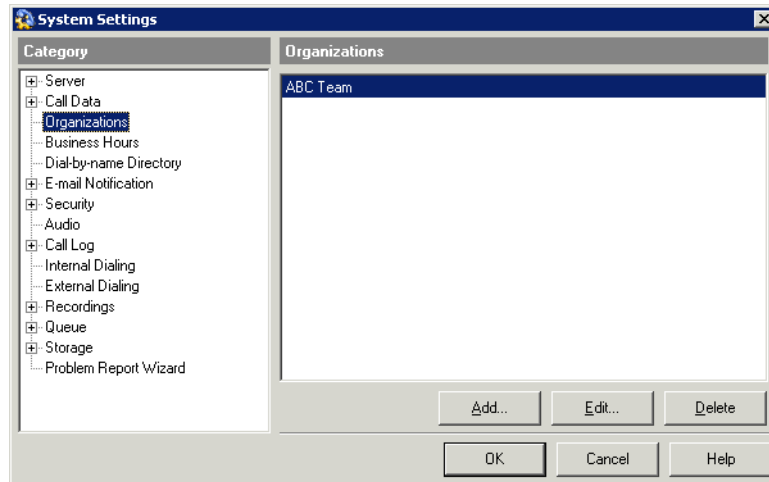 System Settings
Category
Server
Call Data
Organizations
Business Hours
Dial-by-name Directory
E-mail Notification
Security
Audio
Call Log
Internal Dialing
External Dialing
Recordings
Queue
Storage
Problem Report Wizard
Organizations
ABC Team
Add... Edit... Delete
OK Cancel Help